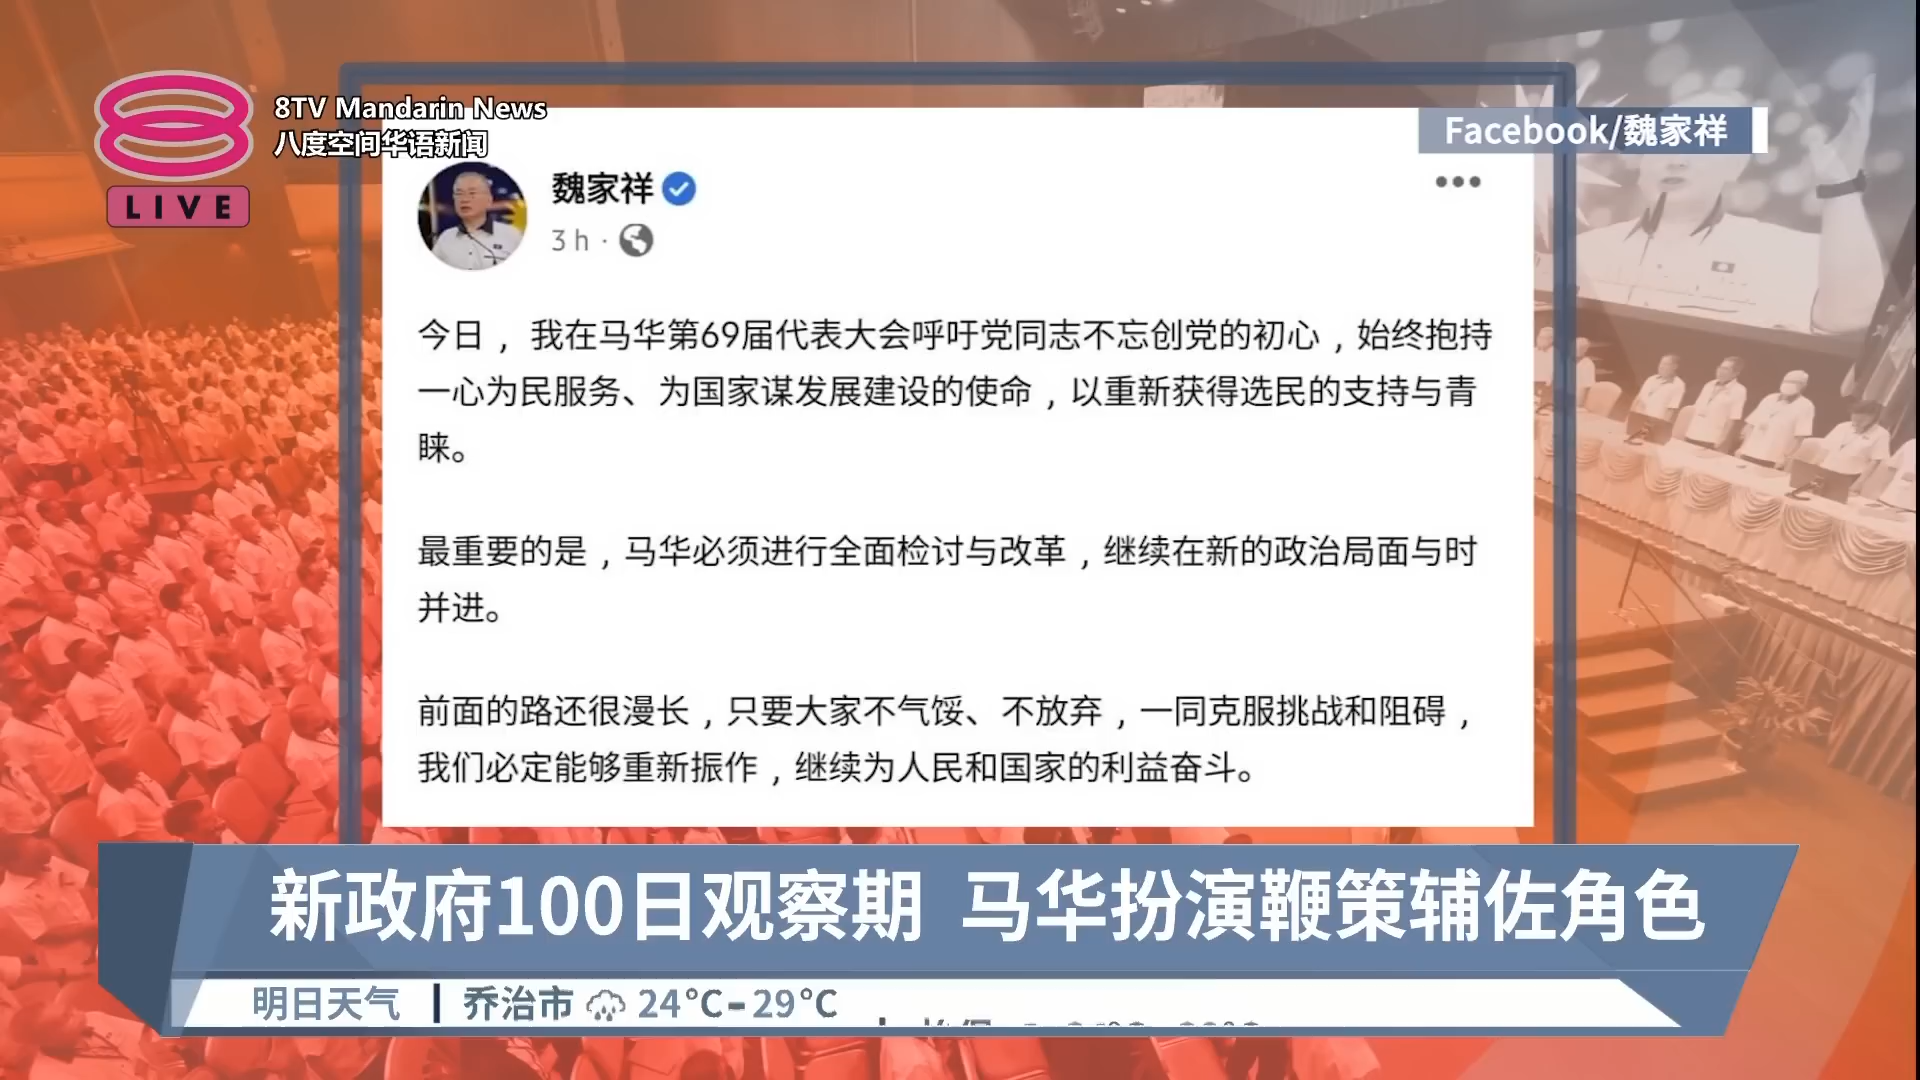 8TV Mandarin News
八度空间华语新闻
LIVE
Facebook/魏家祥
魏家祥
3 h ·
今日，我在马华第69届代表大会呼吁党同志不忘创党的初心，始终抱持
一心为民服务、为国家谋发展建设的使命，以重新获得选民的支持与青
睐。
最重要的是，马华必须进行全面检讨与改革，继续在新的政治局面与时
并进。
前面的路还很漫长，只要大家不气馁、不放弃，一同克服挑战和阻碍，
我们必定能够重新振作，继续为人民和国家的利益奋斗。
新政府100日观察期 马华扮演鞭策辅佐角色
明日天气 | 乔治市 24°C-29°C